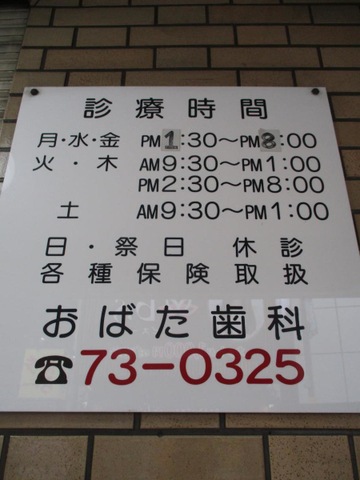 診療時間
月・水・金 PM1:30～PM8:00
火・木 AM9:30～PM1:00
PM2:30～PM8:00
土 AM9:30～PM1:00
日・祭日 休診
各種保険取扱
おばた歯科
☎73-0325